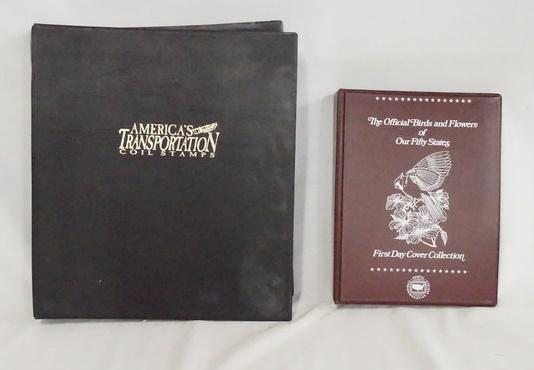 AMERICA'S
TRANSPORTATION
COIL STAMPS
The Official Birds and Flowers
of
Our Fifty States
First Day Cover Collection